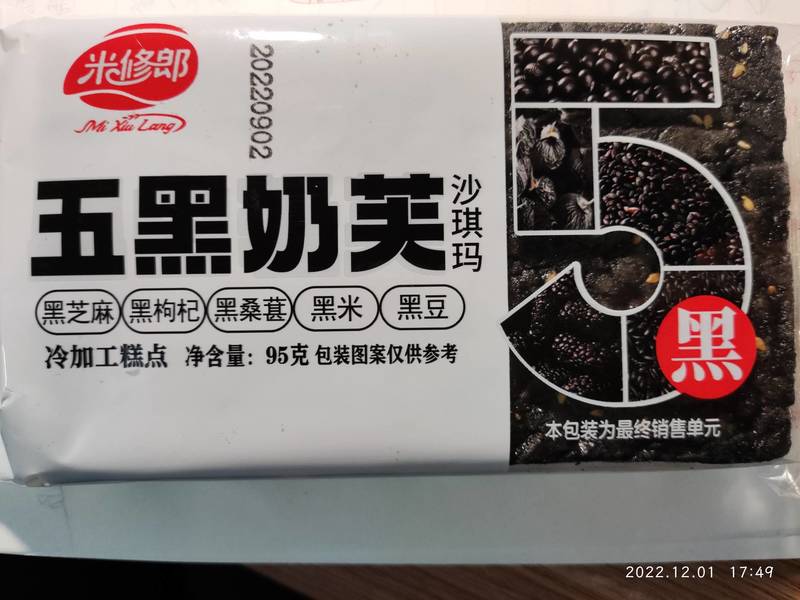 米修郎
Mi Xiu Lang
20220902
五黑奶芙
沙琪玛
黑芝麻 黑枸杞 黑桑葚 黑米 黑豆
冷加工糕点 净含量：95克 包装图案仅供参考
5
黑
本包装为最终销售单元
2022.12.01 17:49